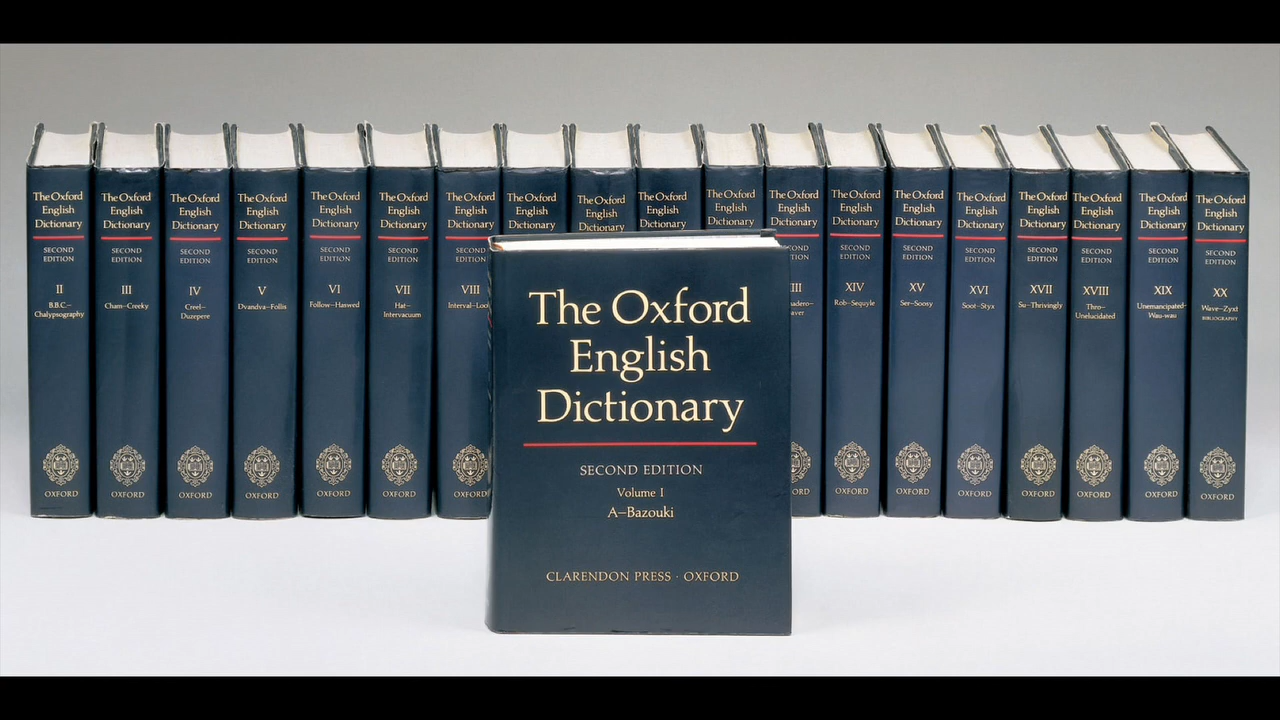 The Oxford
English
Dictionary
SECOND
EDITION
II
B.B.C.–
Chalypsography
OXFORD
The Oxford
English
Dictionary
SECOND
EDITION
III
Cham–Creeky
OXFORD
The Oxford
English
Dictionary
SECOND
EDITION
IV
Creel–
Duzepere
OXFORD
The Oxford
English
Dictionary
SECOND
EDITION
V
Dvandva–Follis
OXFORD
The Oxford
English
Dictionary
SECOND
EDITION
VI
Follow–Haswed
OXFORD
The Oxford
English
Dictionary
SECOND
EDITION
VII
Hat–
Intervacuum
OXFORD
The Oxford
English
Dictionary
SECOND
EDITION
VIII
OXFORD
The Oxford
English
Dictionary
The Oxford
English
Dictionary
The Oxford
English
Dictionary
The Oxford
English
Dictionary
The Oxford
English
Dictionary
EDITION
The Oxford
English
Dictionary
SECOND
EDITION
XIV
Rob–Sequyle
OXFORD
The Oxford
English
Dictionary
SECOND
EDITION
XV
Ser–Soosy
OXFORD
The Oxford
English
Dictionary
SECOND
EDITION
XVI
Soot–Styx
OXFORD
The Oxford
English
Dictionary
SECOND
EDITION
XVII
Su–Thrivingly
OXFORD
The Oxford
English
Dictionary
SECOND
EDITION
XVIII
Thro–
Unelucidated
OXFORD
The Oxford
English
Dictionary
SECOND
EDITION
XIX
Unemancipated–
Wau-wau
OXFORD
The Oxford
English
Dictionary
SECOND
EDITION
XX
Wave–Zyxt
BIBLIOGRAPHY
OXFORD
The Oxford
English
Dictionary
SECOND EDITION
Volume I
A–Bazouki
CLARENDON PRESS · OXFORD